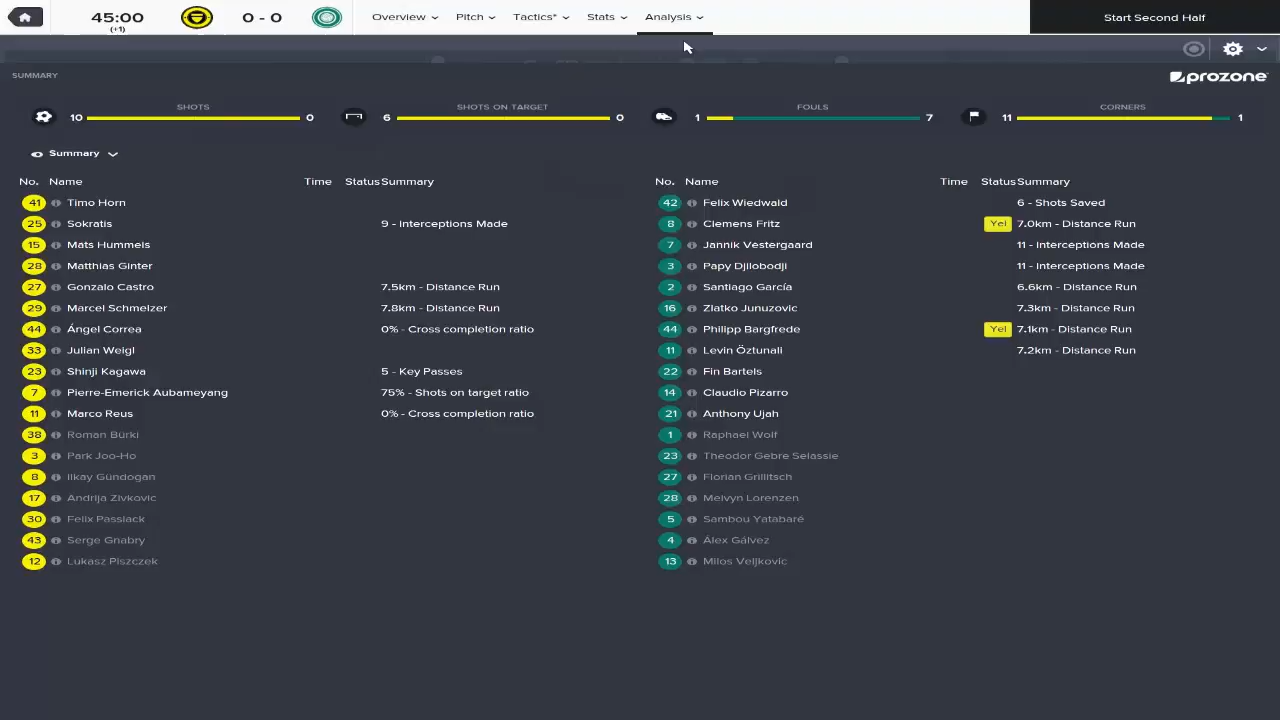 45:00 0 - 0 Overview Pitch Tactics* Stats Analysis Start Second Half
(+1)
SUMMARY
prozone
SHOTS SHOTS ON TARGET FOULS CORNERS
10 0 6 0 1 7 11 1
Summary
No. Name Time Status Summary No. Name Time Status Summary
41 Timo Horn 42 Felix Wiedwald 6 - Shots Saved
25 Sokratis 9 - Interceptions Made 8 Clemens Fritz Yel 7.0km - Distance Run
15 Mats Hummels 7 Jannik Vestergaard 11 - Interceptions Made
28 Matthias Ginter 3 Papy Djilobodji 11 - Interceptions Made
27 Gonzalo Castro 7.5km - Distance Run 2 Santiago García 6.6km - Distance Run
29 Marcel Schmelzer 7.8km - Distance Run 16 Zlatko Junuzovic 7.3km - Distance Run
44 Ángel Correa 0% - Cross completion ratio 44 Philipp Bargfrede Yel 7.1km - Distance Run
33 Julian Weigl 11 Levin Öztunali 7.2km - Distance Run
23 Shinji Kagawa 5 - Key Passes 22 Fin Bartels
7 Pierre-Emerick Aubameyang 75% - Shots on target ratio 14 Claudio Pizarro
11 Marco Reus 0% - Cross completion ratio 21 Anthony Ujah
38 Roman Bürki 1 Raphael Wolf
3 Park Joo-Ho 23 Theodor Gebre Selassie
8 Ilkay Gündogan 27 Florian Grillitsch
17 Andrija Zivkovic 28 Melvyn Lorenzen
30 Felix Passlack 5 Sambou Yatabaré
43 Serge Gnabry 4 Álex Gálvez
12 Lukasz Piszczek 13 Milos Veljkovic